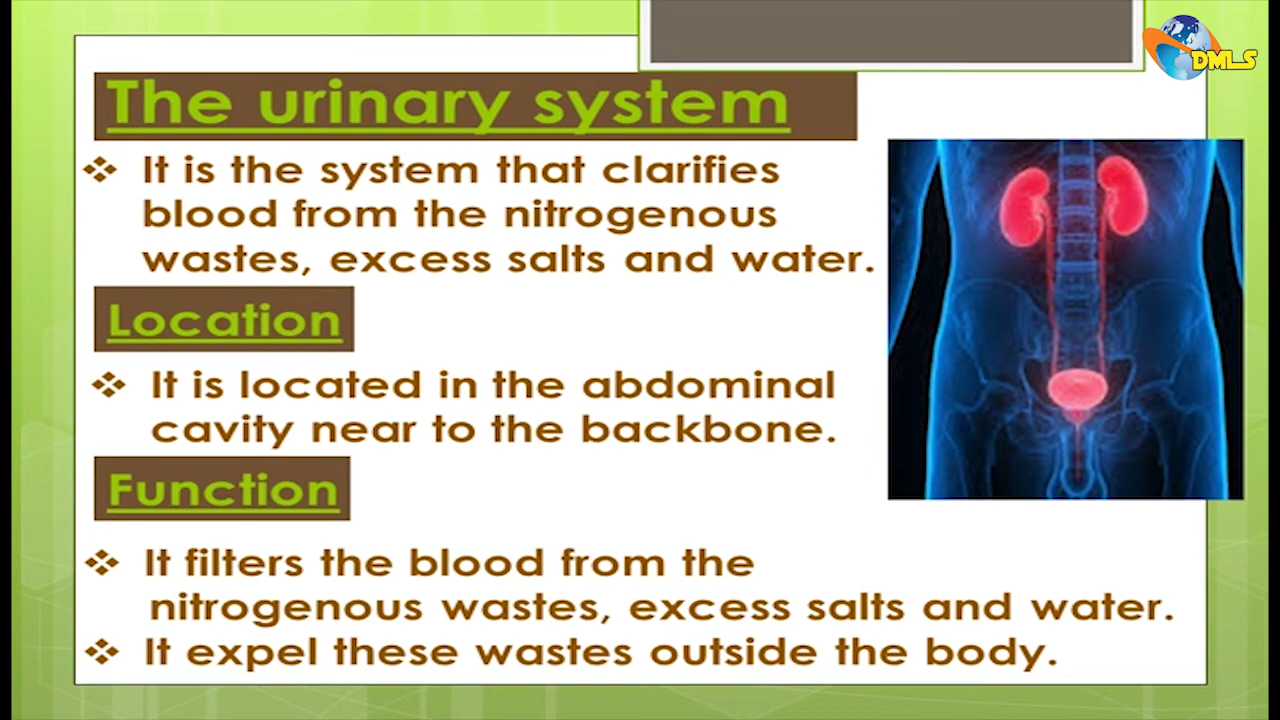 DMLS
The urinary system
❖ It is the system that clarifies
blood from the nitrogenous
wastes, excess salts and water.
Location
❖ It is located in the abdominal
cavity near to the backbone.
Function
❖ It filters the blood from the
nitrogenous wastes, excess salts and water.
❖ It expel these wastes outside the body.